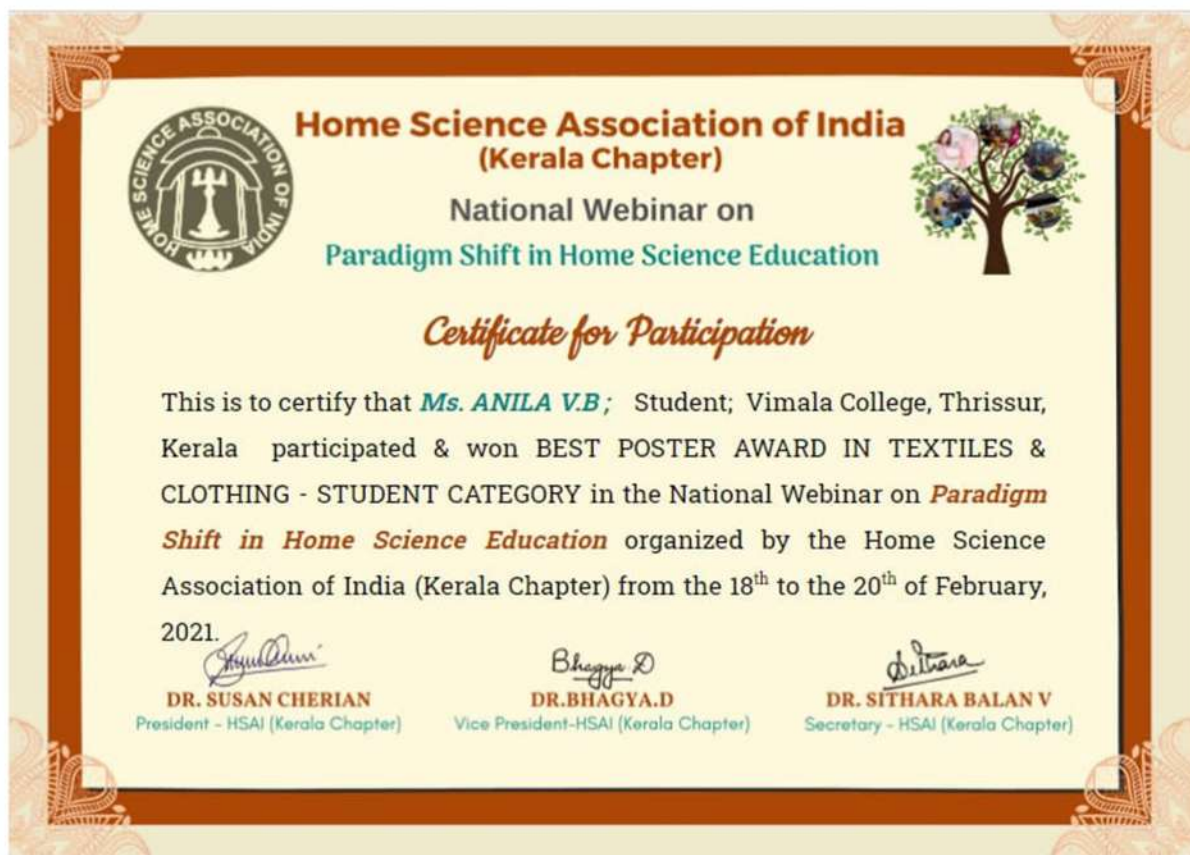 HOME SCIENCE ASSOCIATION OF INDIA
Home Science Association of India
(Kerala Chapter)
National Webinar on
Paradigm Shift in Home Science Education
Certificate for Participation
This is to certify that Ms. ANILA V.B ; Student; Vimala College, Thrissur,
Kerala participated & won BEST POSTER AWARD IN TEXTILES &
CLOTHING - STUDENT CATEGORY in the National Webinar on Paradigm
Shift in Home Science Education organized by the Home Science
Association of India (Kerala Chapter) from the 18th to the 20th of February,
2021.
Bhagya D
Sithara
DR. SUSAN CHERIAN
DR.BHAGYA.D
DR. SITHARA BALAN V
President - HSAI (Kerala Chapter)
Vice President-HSAI (Kerala Chapter)
Secretary - HSAI (Kerala Chapter)